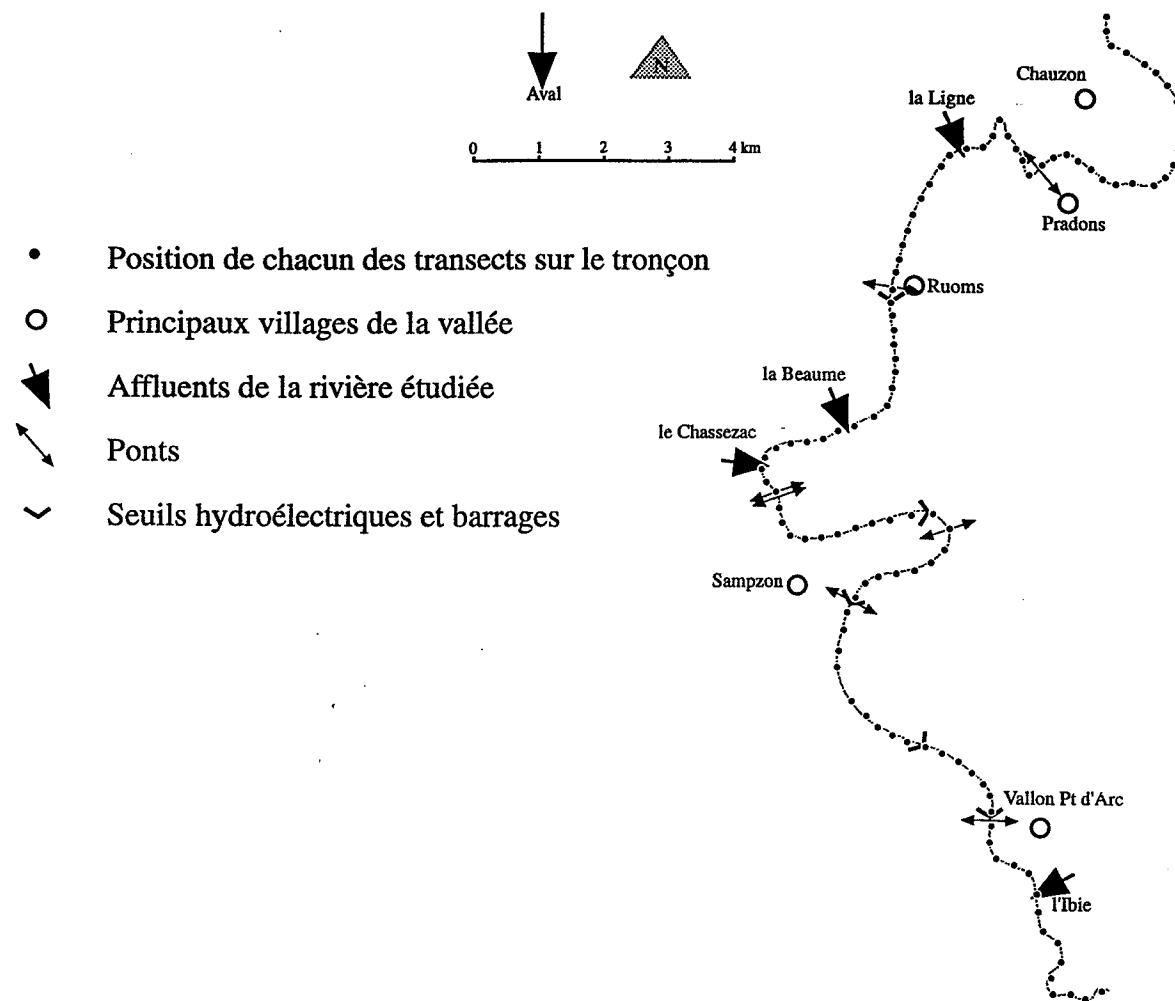 N
Aval
0 1 2 3 4 km
Position de chacun des transects sur le tronçon
Principaux villages de la vallée
Affluents de la rivière étudiée
Ponts
Seuils hydroélectriques et barrages
Chauzon
la Ligne
Pradons
Ruoms
la Beaume
le Chassezac
Sampzon
Vallon Pt d'Arc
l'Ibie